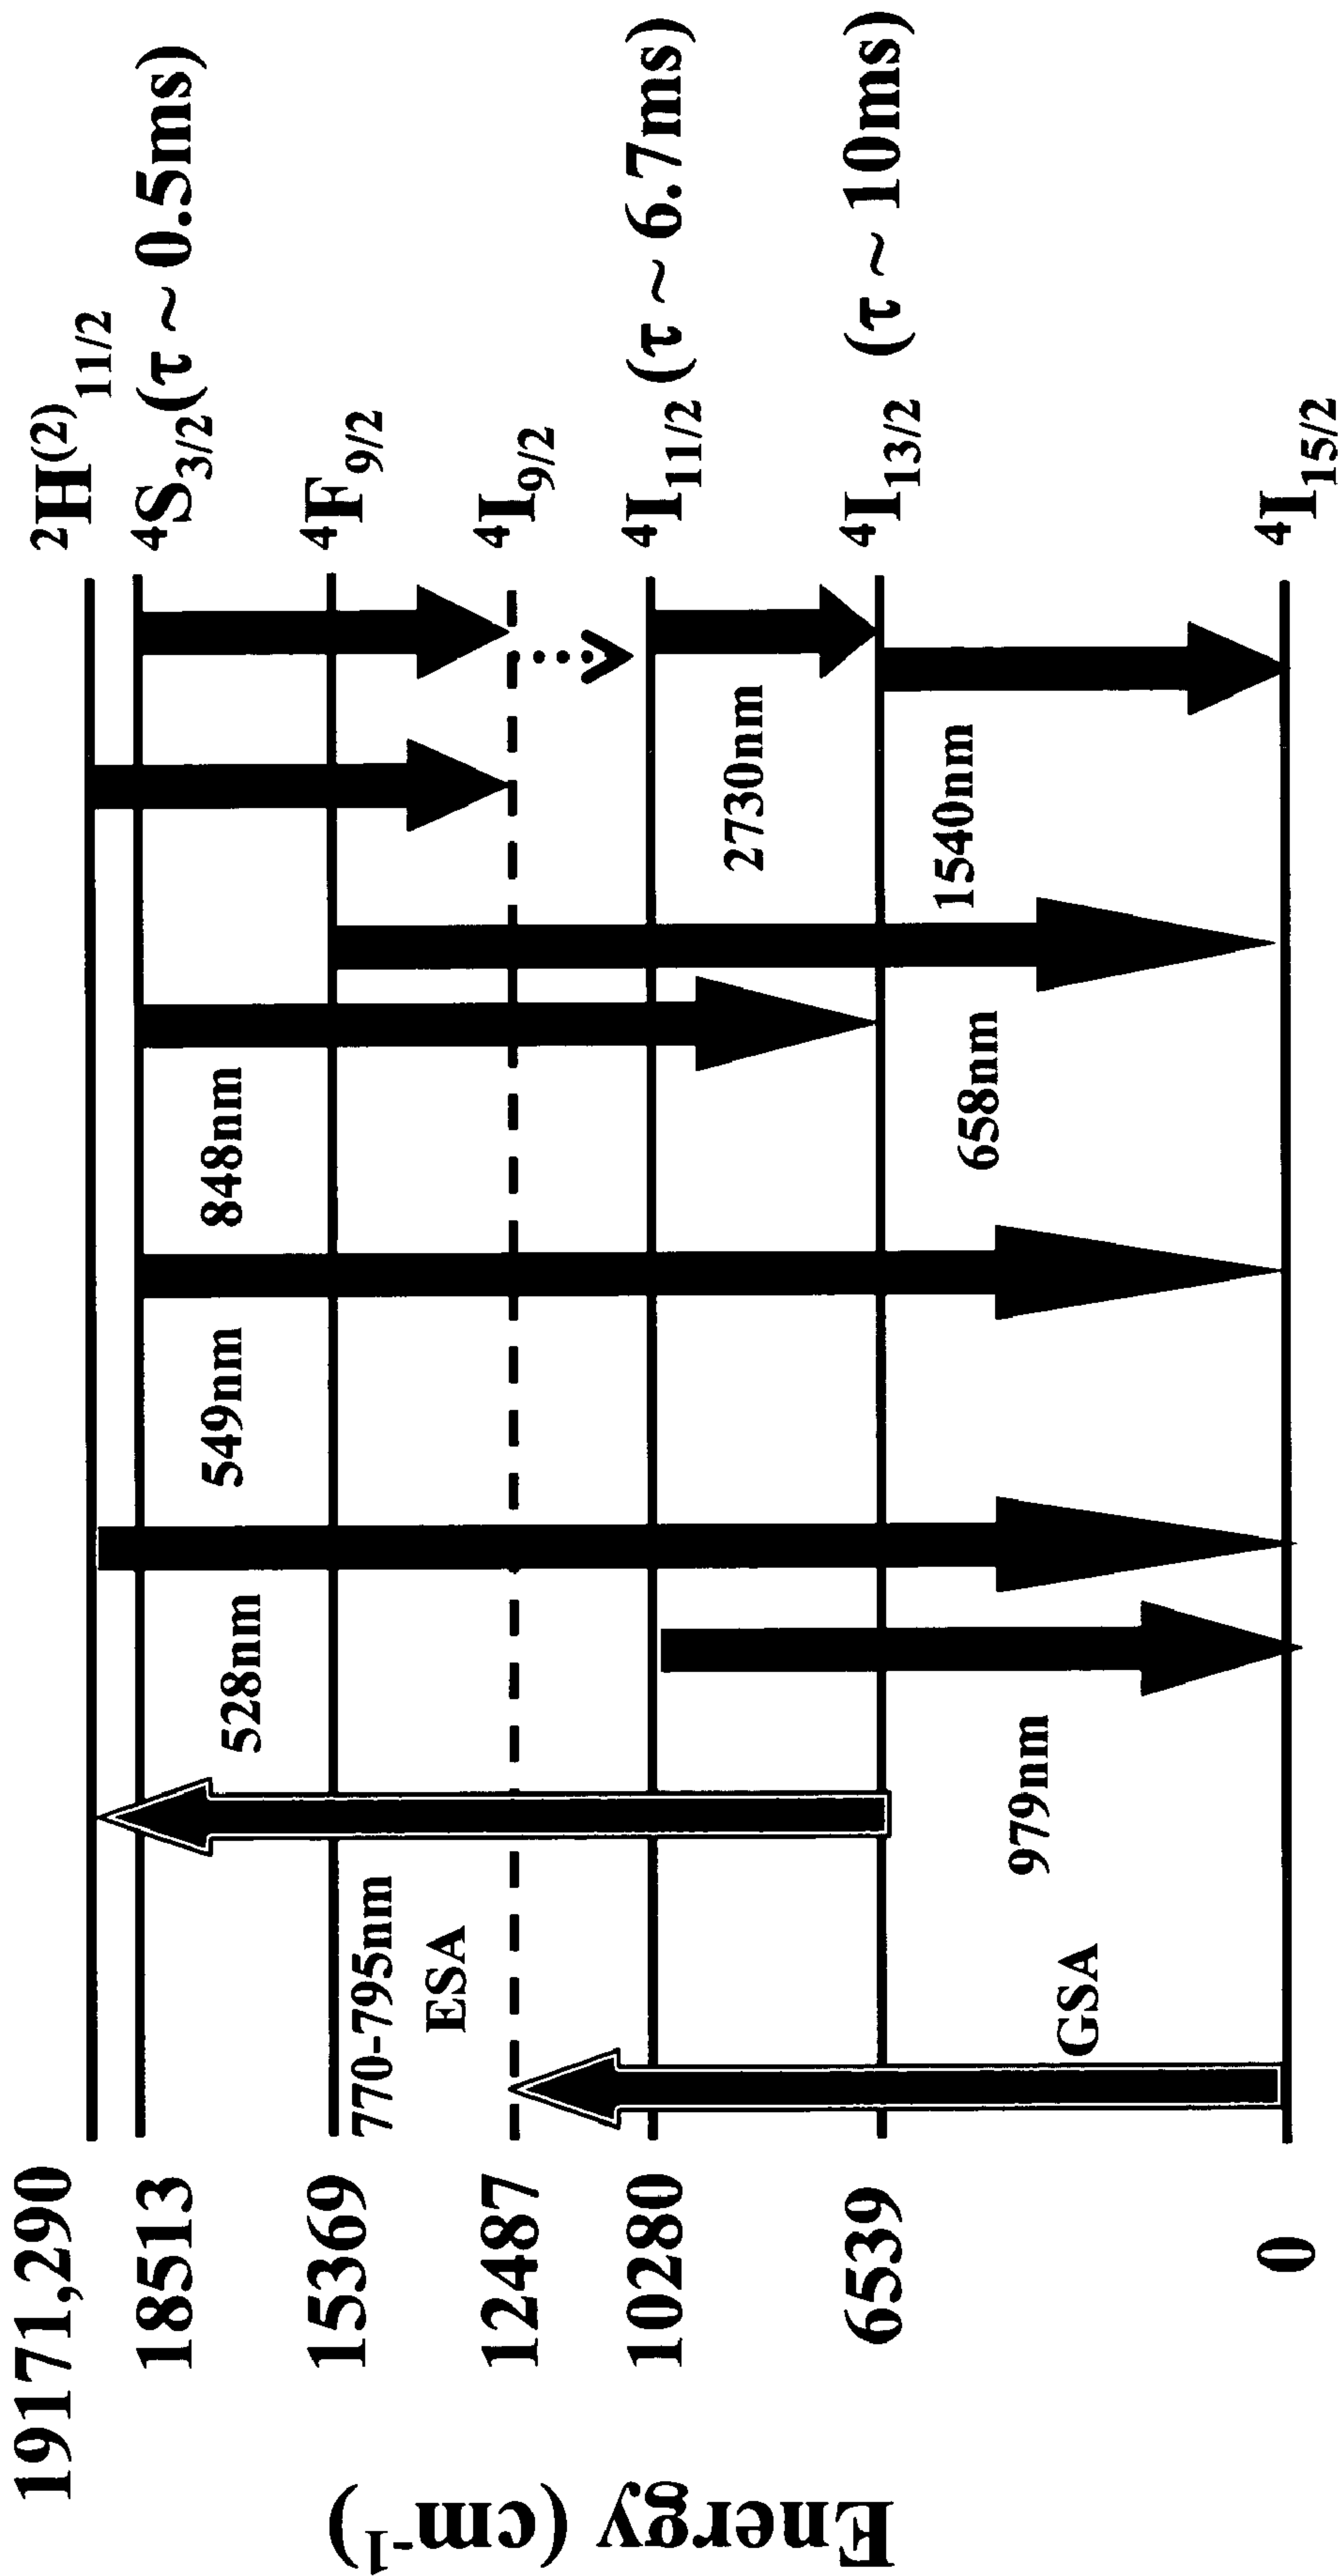 Energy (cm⁻¹)
19171,290
18513
15369
12487
10280
6539
0
²H⁽²⁾₁₁/₂
⁴S₃/₂(τ ~ 0.5ms)
⁴F₉/₂
⁴I₉/₂
⁴I₁₁/₂ (τ ~ 6.7ms)
⁴I₁₃/₂ (τ ~ 10ms)
⁴I₁₅/₂
GSA
770-795nm
ESA
979nm
528nm
549nm
848nm
658nm
2730nm
1540nm